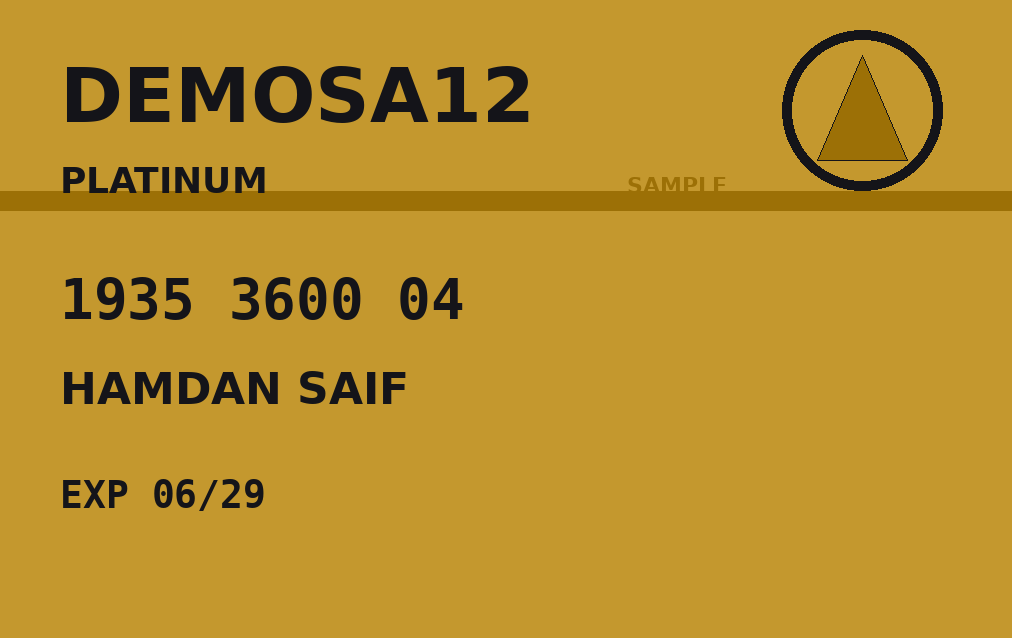 DEMOSA12
PLATINUM
SAMPLE
1935 3600 04
HAMDAN SAIF
EXP 06/29